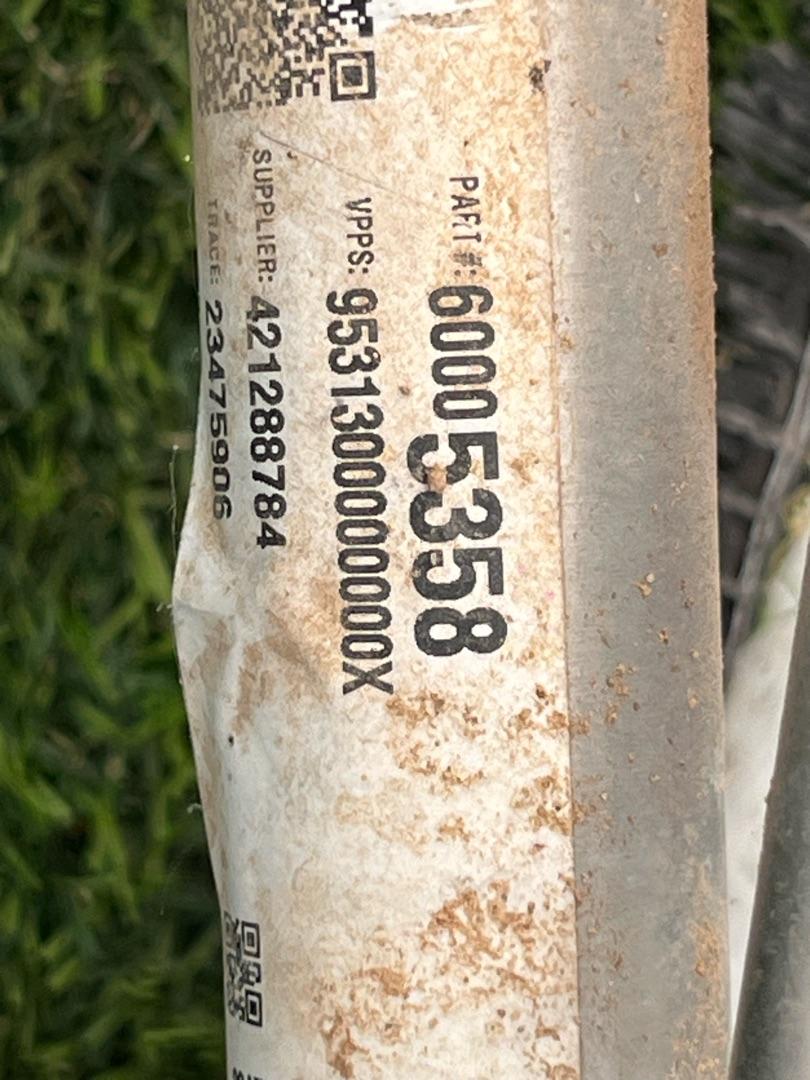 PART #: 60005358
VPPS: 9531300000000X
SUPPLIER: 421288784
TRACE: 23475906